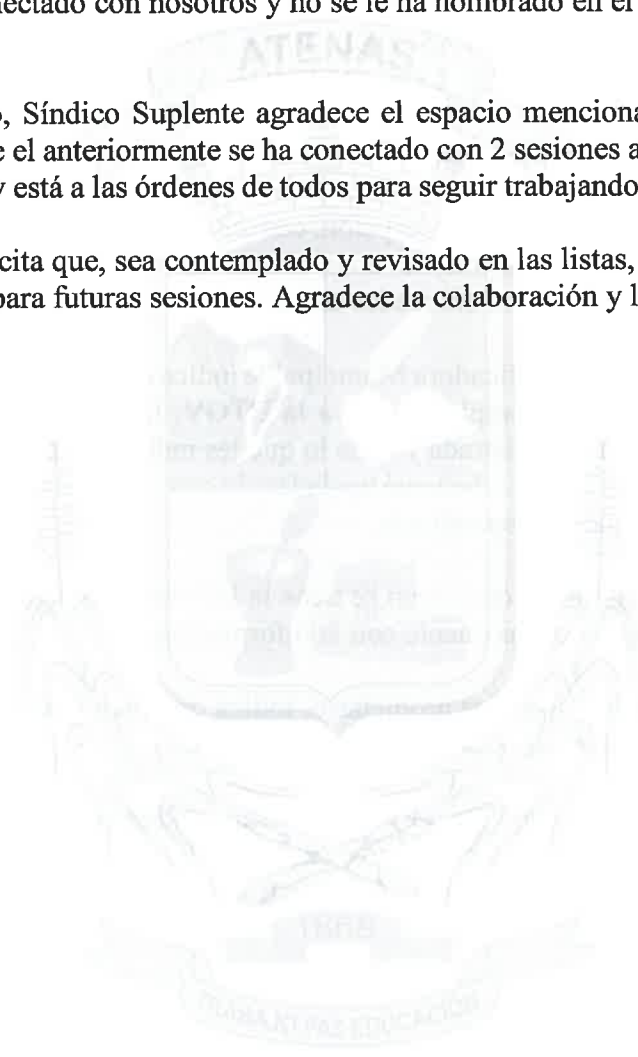 nectado con nosotros y no se le ha nombrado en el
ATENAS
o, Síndico Suplente agradece el espacio menciona
e el anteriormente se ha conectado con 2 sesiones a
y está a las órdenes de todos para seguir trabajando
cita que, sea contemplado y revisado en las listas,
para futuras sesiones. Agradece la colaboración y l